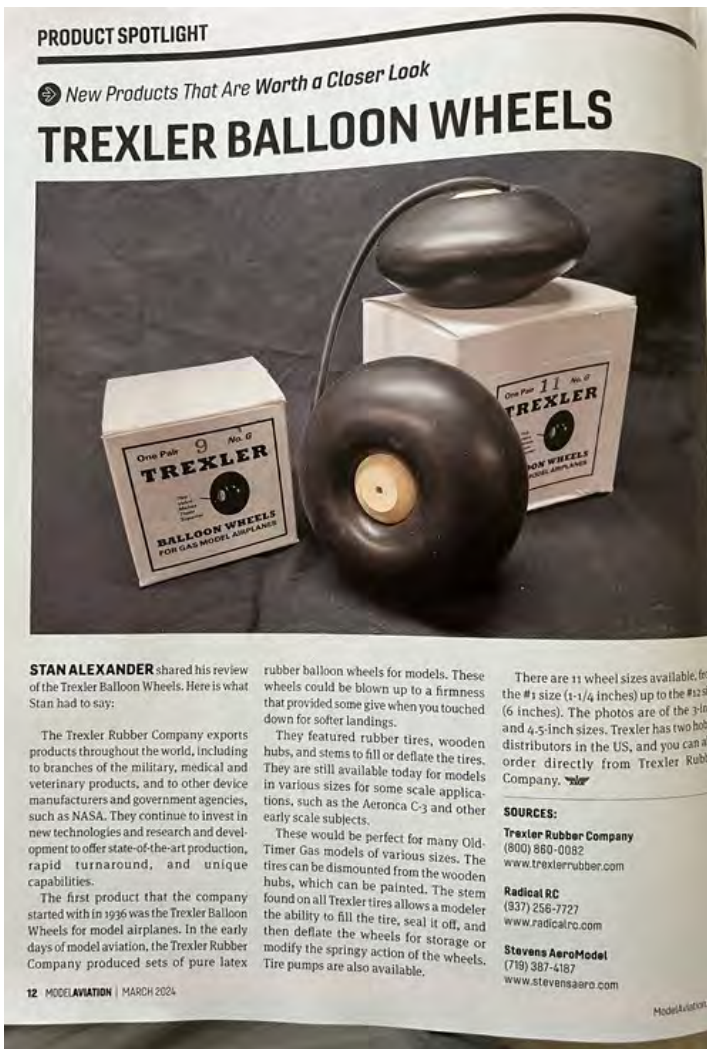 PRODUCT SPOTLIGHT
New Products That Are Worth a Closer Look
TREXLER BALLOON WHEELS
One Pair 9 No. G
TREXLER
BALLOON WHEELS
FOR GAS MODEL AIRPLANES
One Pair 11 No. G
TREXLER
ON WHEELS
MODEL AIRPLANES
STAN ALEXANDER shared his review
of the Trexler Balloon Wheels. Here is what
Stan had to say:
The Trexler Rubber Company exports
products throughout the world, including
to branches of the military, medical and
veterinary products, and to other device
manufacturers and government agencies,
such as NASA. They continue to invest in
new technologies and research and devel-
opment to offer state-of-the-art production,
rapid turnaround, and unique
capabilities.
The first product that the company
started with in 1936 was the Trexler Balloon
Wheels for model airplanes. In the early
days of model aviation, the Trexler Rubber
Company produced sets of pure latex
rubber balloon wheels for models. These
wheels could be blown up to a firmness
that provided some give when you touched
down for softer landings.
They featured rubber tires, wooden
hubs, and stems to fill or deflate the tires.
They are still available today for models
in various sizes for some scale applica-
tions, such as the Aeronca C-3 and other
early scale subjects.
These would be perfect for many Old-
Timer Gas models of various sizes. The
tires can be dismounted from the wooden
hubs, which can be painted. The stem
found on all Trexler tires allows a modeler
the ability to fill the tire, seal it off, and
then deflate the wheels for storage or
modify the springy action of the wheels.
Tire pumps are also available.
There are 11 wheel sizes available, fr
the #1 size (1-1/4 inches) up to the #12 s
(6 inches). The photos are of the 3-in
and 4.5-inch sizes. Trexler has two hob
distributors in the US, and you can a
order directly from Trexler Rubb
Company.
SOURCES:
Trexler Rubber Company
(800) 860-0082
www.trexlerrubber.com
Radical RC
(937) 256-7727
www.radicalrc.com
Stevens AeroModel
(719) 387-4187
www.stevensaero.com
12 MODELAVIATION | MARCH 2024
ModelAviation.